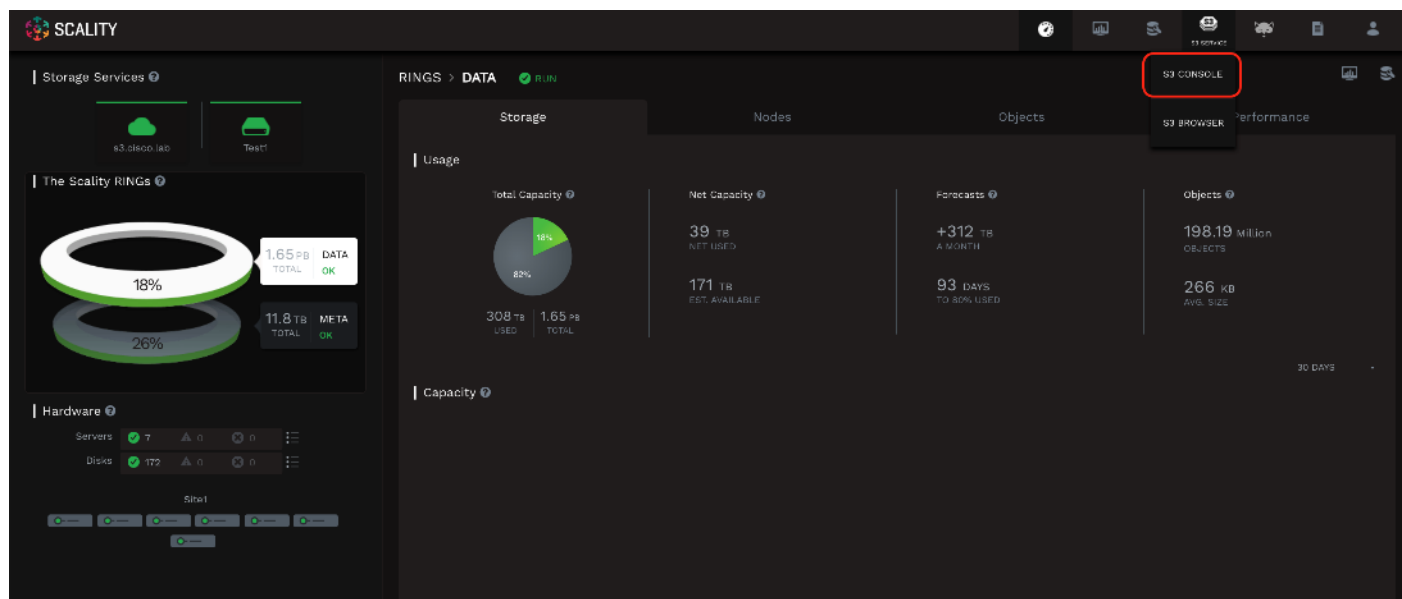 SCALITY
S3 SERVICE
S3 CONSOLE
S3 BROWSER
Storage Services
s3.cisco.lab
Test1
The Scality RINGs
18%
1.65 PB DATA
TOTAL OK
26%
11.8 TB META
TOTAL OK
Hardware
Servers 7 0 0
Disks 172 0 0
Site1
RINGS > DATA RUN
Storage Nodes Objects Performance
Usage
Total Capacity
18%
82%
308 TB 1.65 PB
USED TOTAL
Net Capacity
39 TB
NET USED
171 TB
EST. AVAILABLE
Forecasts
+312 TB
A MONTH
93 DAYS
TO 80% USED
Objects
198.19 Million
OBJECTS
266 KB
AVG. SIZE
30 DAYS
Capacity